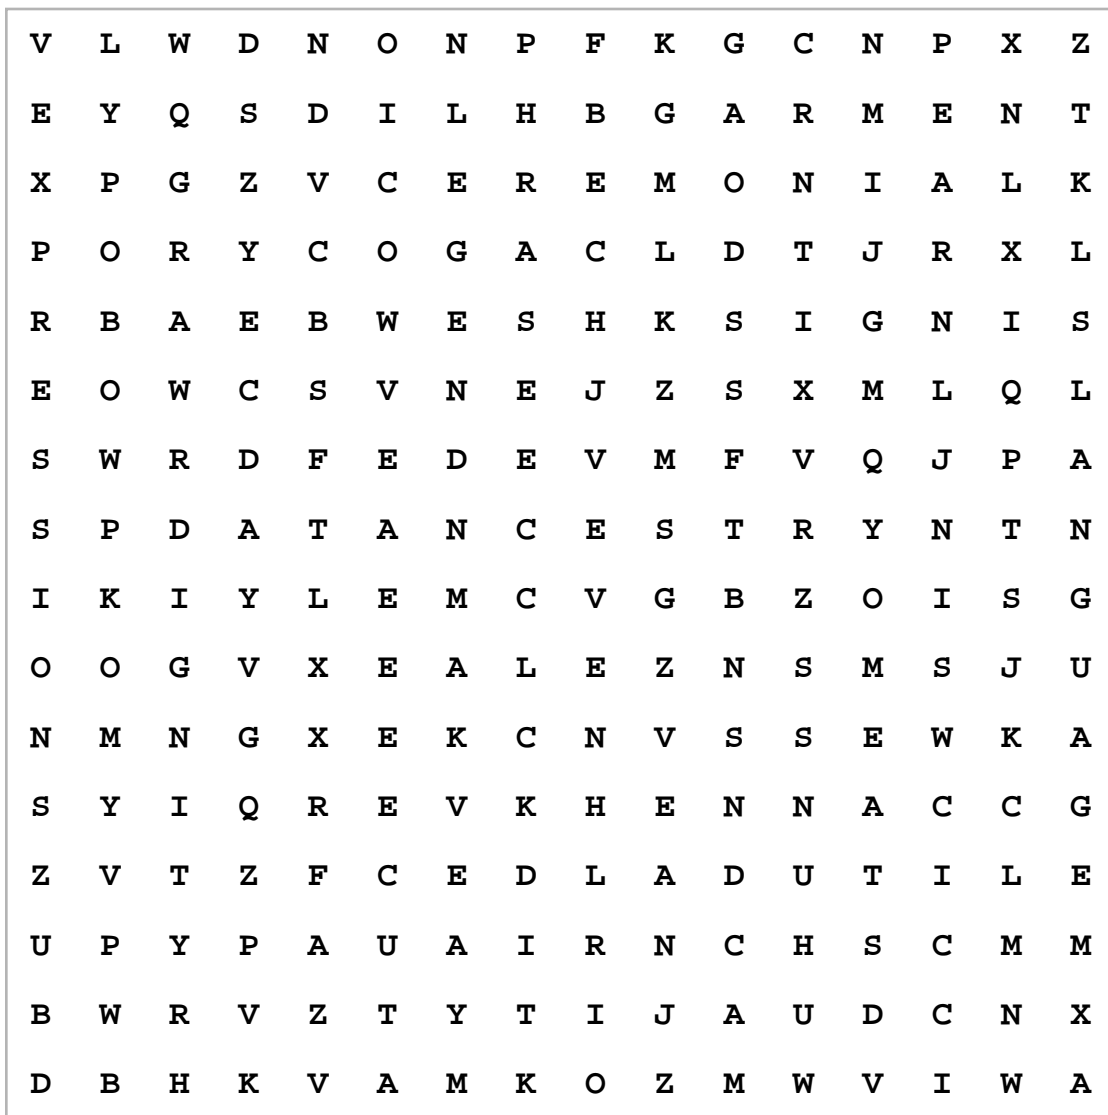 V L W D N O N P F K G C N P X Z
E Y Q S D I L H B G A R M E N T
X P G Z V C E R E M O N I A L K
P O R Y C O G A C L D T J R X L
R B A E B W E S H K S I G N I S
E O W C S V N E J Z S X M L Q L
S W R D F E D E V M F V Q J P A
S P D A T A N C E S T R Y N T N
I K I Y L E M C V G B Z O I S G
O O G V X E A L E Z N S M S J U
N M N G X E K C N V S S E W K A
S Y I Q R E V K H E N N A C C G
Z V T Z F C E D L A D U T I L E
U P Y P A U A I R N C H S C M M
B W R V Z T Y T I J A U D C N X
D B H K V A M K O Z M W V I W A